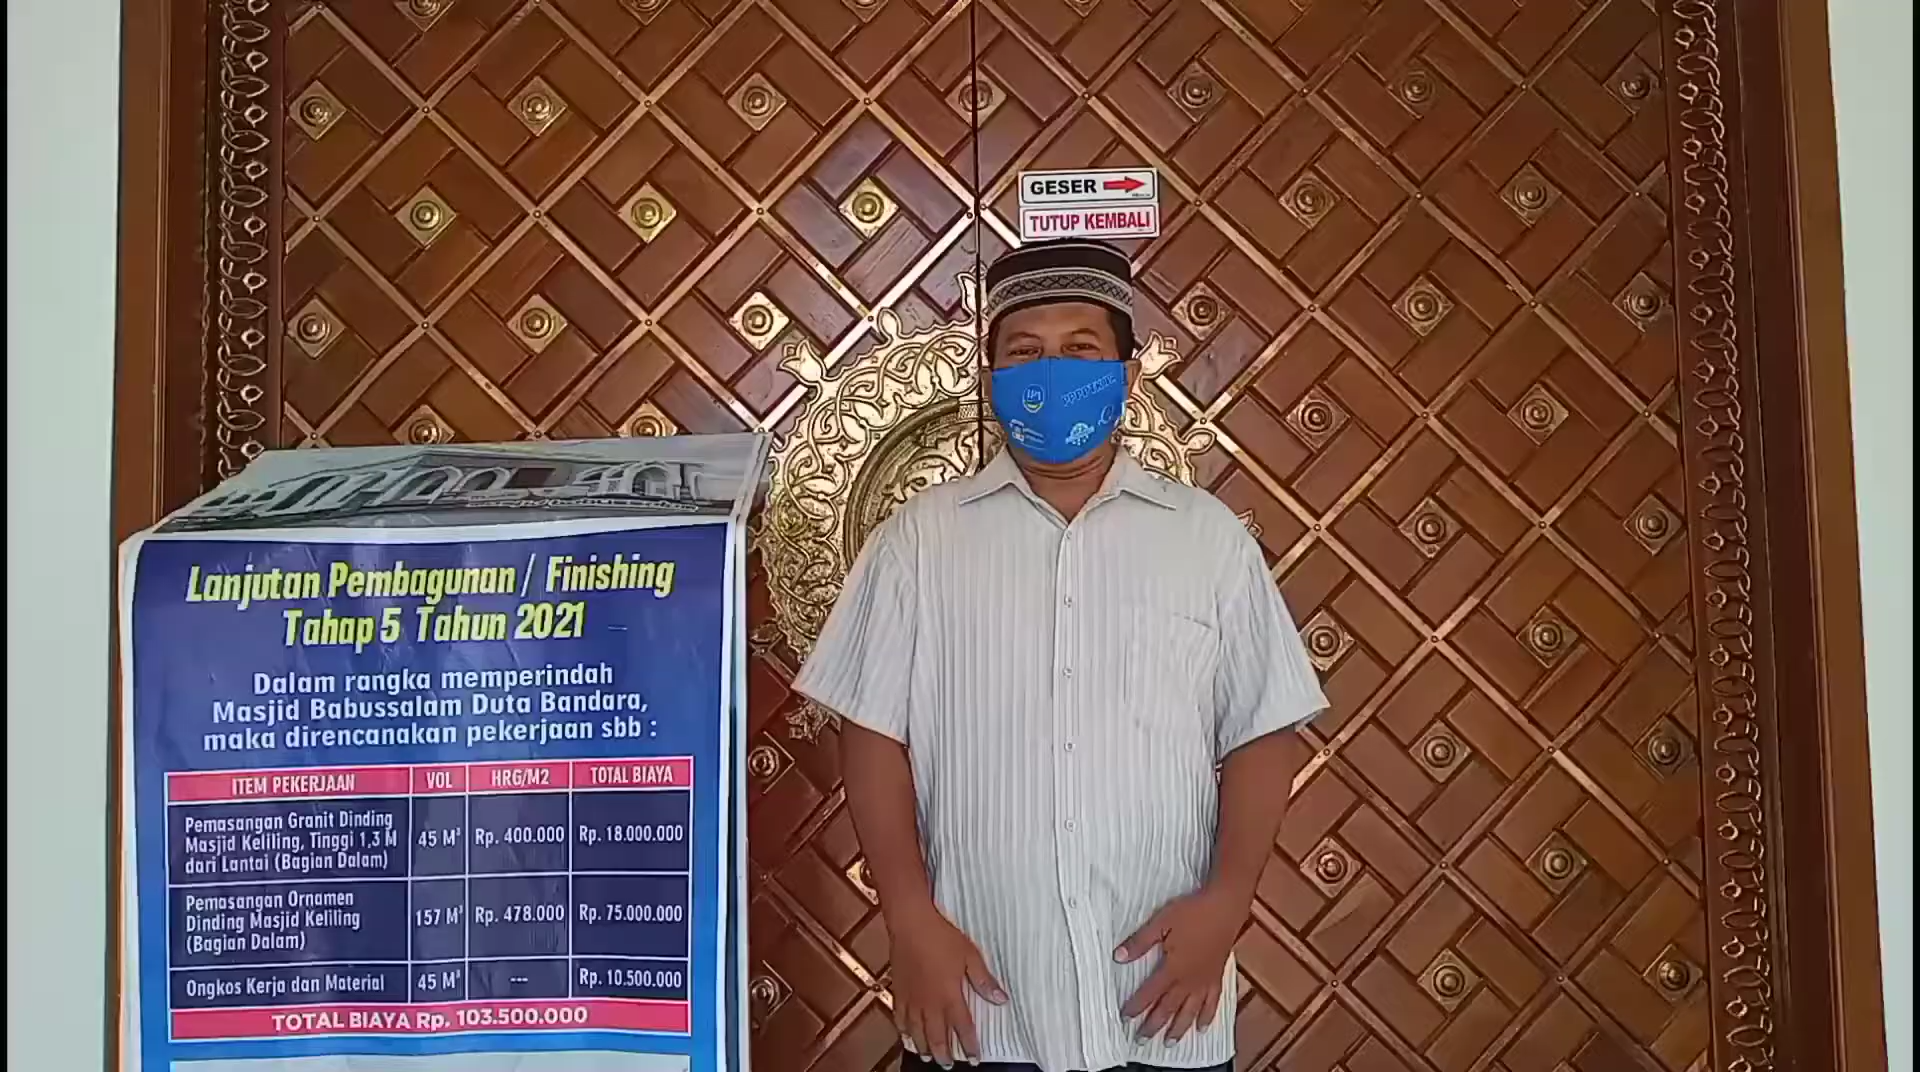 GESER
TUTUP KEMBALI
Lanjutan Pembagunan / Finishing
Tahap 5 Tahun 2021
Dalam rangka memperindah
Masjid Babussalam Duta Bandara,
maka direncanakan pekerjaan sbb :
ITEM PEKERJAAN VOL HRG/M2 TOTAL BIAYA
Pemasangan Granit Dinding
Masjid Keliling, Tinggi 1,3 M
dari Lantai (Bagian Dalam)
45 M² Rp. 400.000 Rp. 18.000.000
Pemasangan Ornamen
Dinding Masjid Keliling
(Bagian Dalam)
157 M² Rp. 478.000 Rp. 75.000.000
Ongkos Kerja dan Material 45 M² --- Rp. 10.500.000
TOTAL BIAYA Rp. 103.500.000